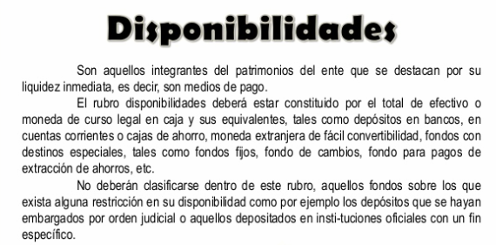 Disponibilidades
Son aquellos integrantes del patrimonios del ente que se destacan por su
liquidez inmediata, es decir, son medios de pago.
El rubro disponibilidades deberá estar constituido por el total de efectivo o
moneda de curso legal en caja y sus equivalentes, tales como depósitos en bancos, en
cuentas corrientes o cajas de ahorro, moneda extranjera de fácil convertibilidad, fondos con
destinos especiales, tales como fondos fijos, fondo de cambios, fondo para pagos de
extracción de ahorros, etc.
No deberán clasificarse dentro de este rubro, aquellos fondos sobre los que
exista alguna restricción en su disponibilidad como por ejemplo los depósitos que se hayan
embargados por orden judicial o aquellos depositados en insti-tuciones oficiales con un fin
específico.